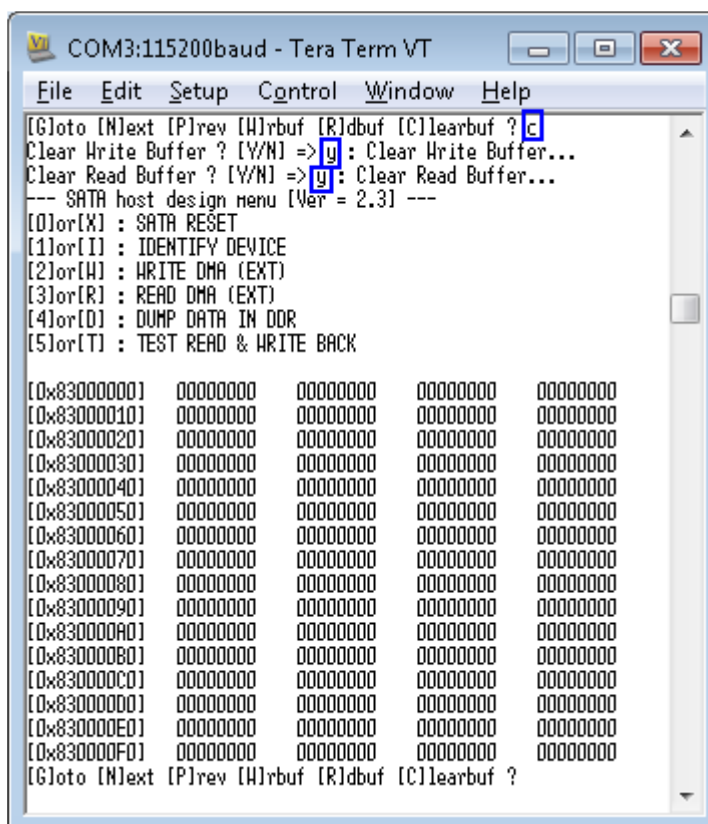 COM3:115200baud - Tera Term VT
File Edit Setup Control Window Help
[G]oto [N]ext [P]rev [W]rbuf [R]dbuf [C]learbuf ? c
Clear Write Buffer ? [Y/N] => y : Clear Write Buffer...
Clear Read Buffer ? [Y/N] => y : Clear Read Buffer...
--- SATA host design menu [Ver = 2.3] ---
[0]or[X] : SATA RESET
[1]or[I] : IDENTIFY DEVICE
[2]or[W] : WRITE DMA (EXT)
[3]or[R] : READ DMA (EXT)
[4]or[D] : DUMP DATA IN DDR
[5]or[T] : TEST READ & WRITE BACK
[0x83000000] 00000000 00000000 00000000 00000000
[0x83000010] 00000000 00000000 00000000 00000000
[0x83000020] 00000000 00000000 00000000 00000000
[0x83000030] 00000000 00000000 00000000 00000000
[0x83000040] 00000000 00000000 00000000 00000000
[0x83000050] 00000000 00000000 00000000 00000000
[0x83000060] 00000000 00000000 00000000 00000000
[0x83000070] 00000000 00000000 00000000 00000000
[0x83000080] 00000000 00000000 00000000 00000000
[0x83000090] 00000000 00000000 00000000 00000000
[0x830000A0] 00000000 00000000 00000000 00000000
[0x830000B0] 00000000 00000000 00000000 00000000
[0x830000C0] 00000000 00000000 00000000 00000000
[0x830000D0] 00000000 00000000 00000000 00000000
[0x830000E0] 00000000 00000000 00000000 00000000
[0x830000F0] 00000000 00000000 00000000 00000000
[G]oto [N]ext [P]rev [W]rbuf [R]dbuf [C]learbuf ?